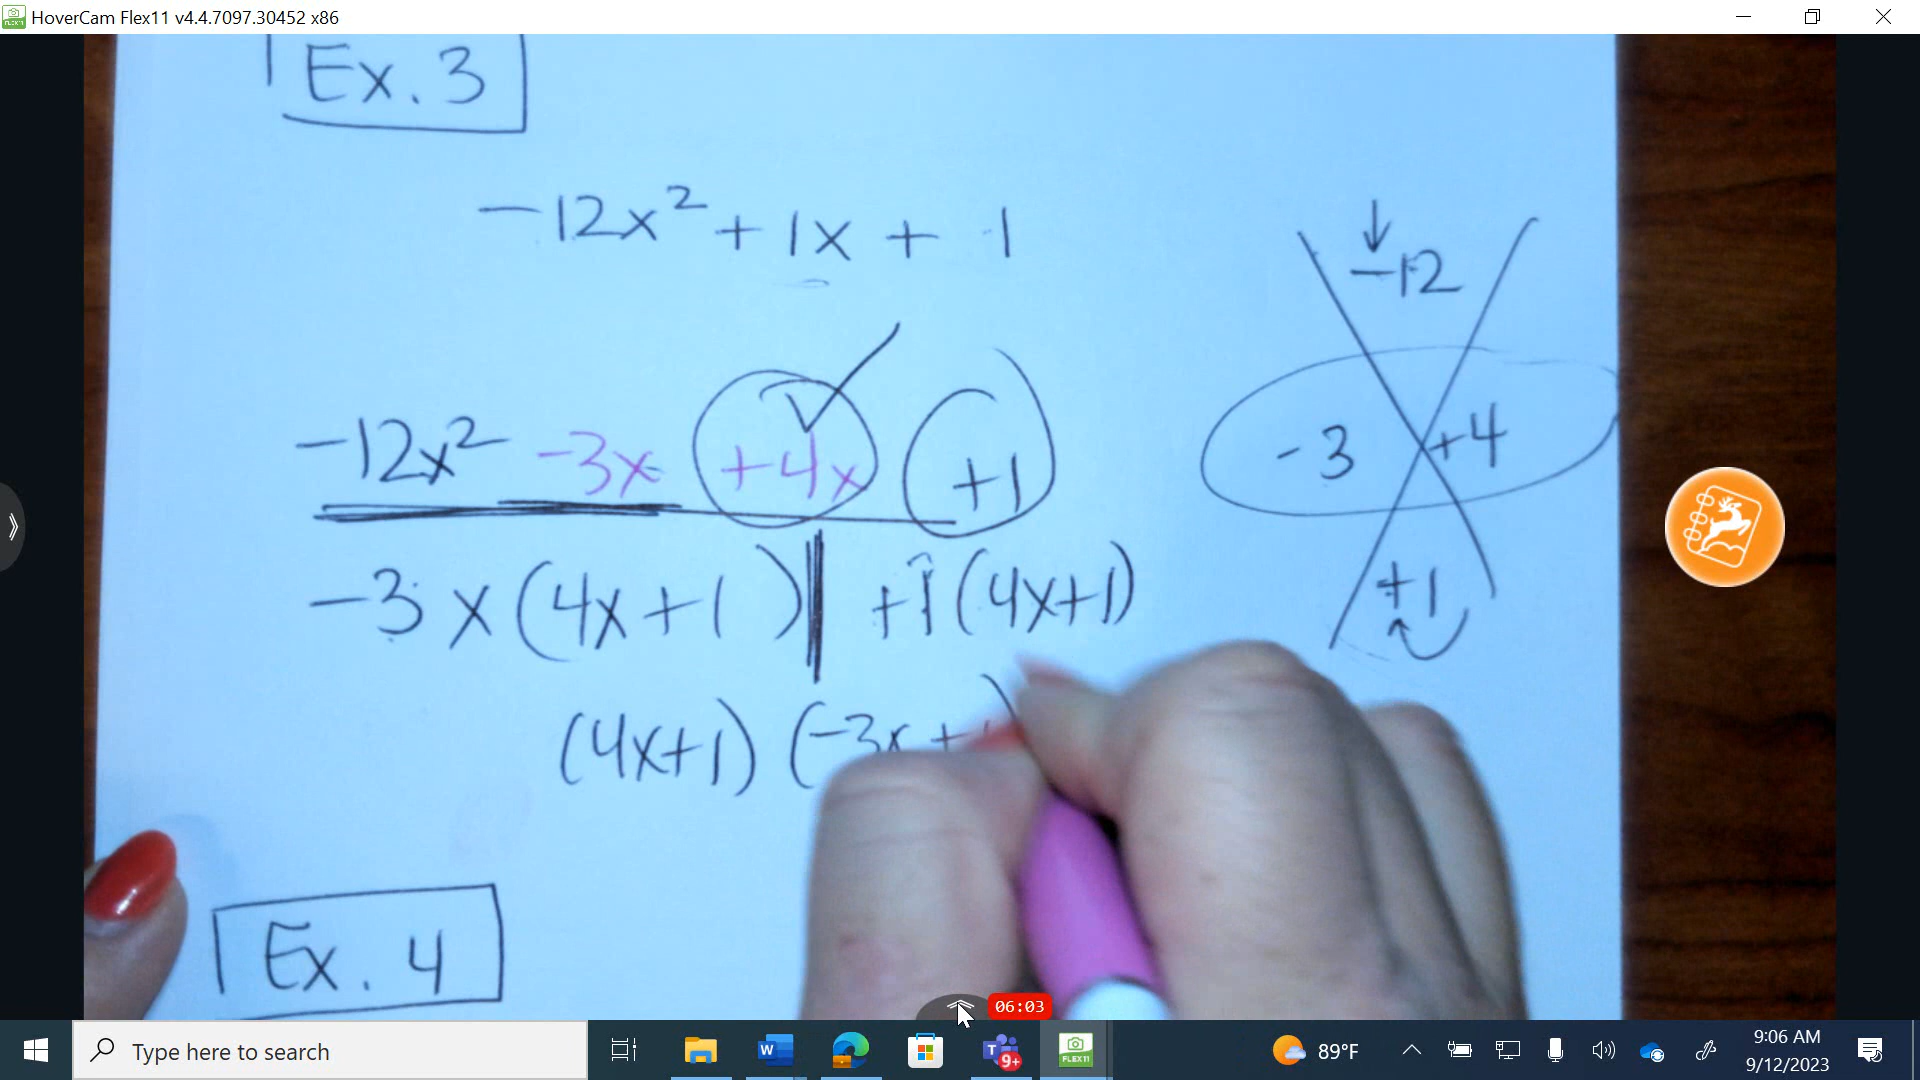 HoverCam Flex11 v4.4.7097.30452 x86
Ex. 3
-12x² + 1x + 1
-12
-12x² -3x +4x +1
-3 +4
-3x(4x+1) +1(4x+1)
+1
(4x+1) (-3x +
Ex. 4
06:03
Type here to search
W
T
9+
FLEX11
89°F
9:06 AM
9/12/2023